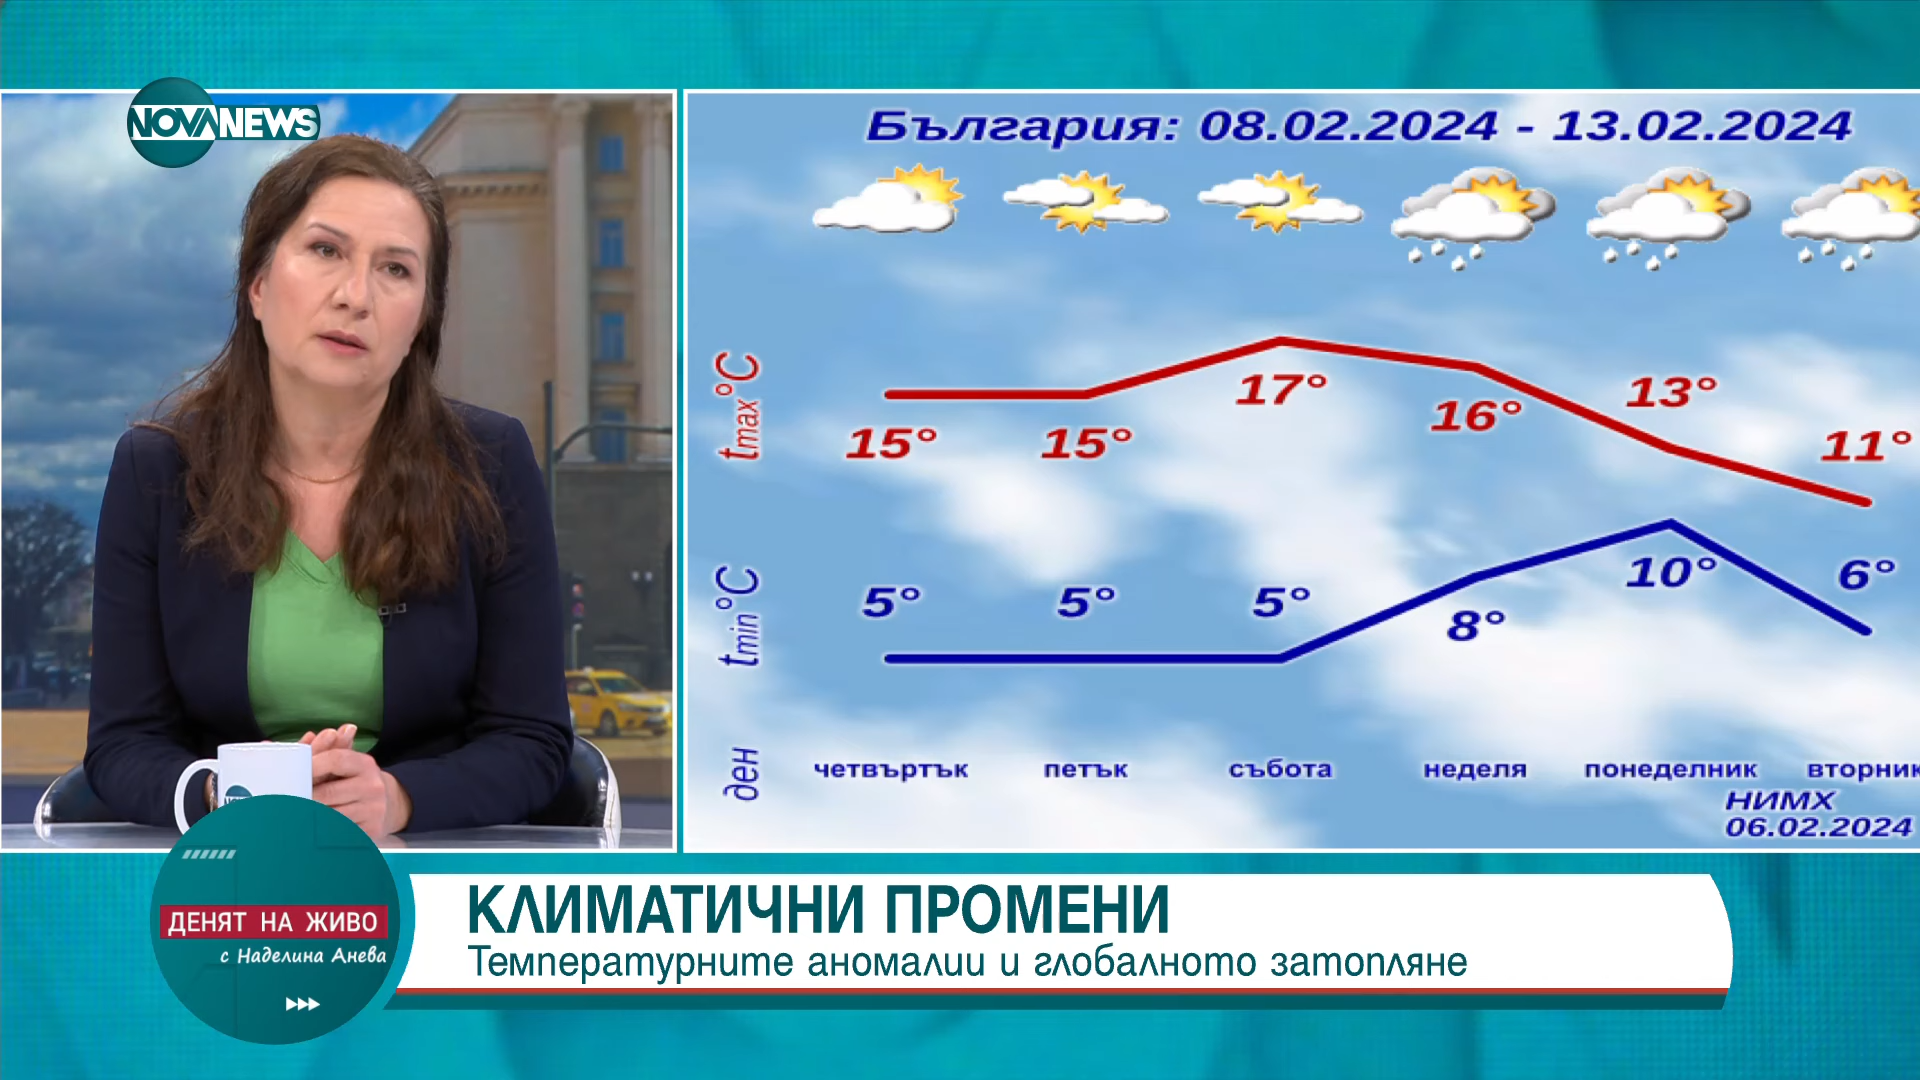 NOVANEWS
България: 08.02.2024 - 13.02.2024
tmax°C
15° 15° 17° 16° 13° 11°
tmin°C
5° 5° 5° 8° 10° 6°
ден
четвъртък петък събота неделя понеделник вторник
НИМХ
06.02.2024
ДЕНЯТ НА ЖИВО
с Наделина Анева
КЛИМАТИЧНИ ПРОМЕНИ
Температурните аномалии и глобалното затопляне